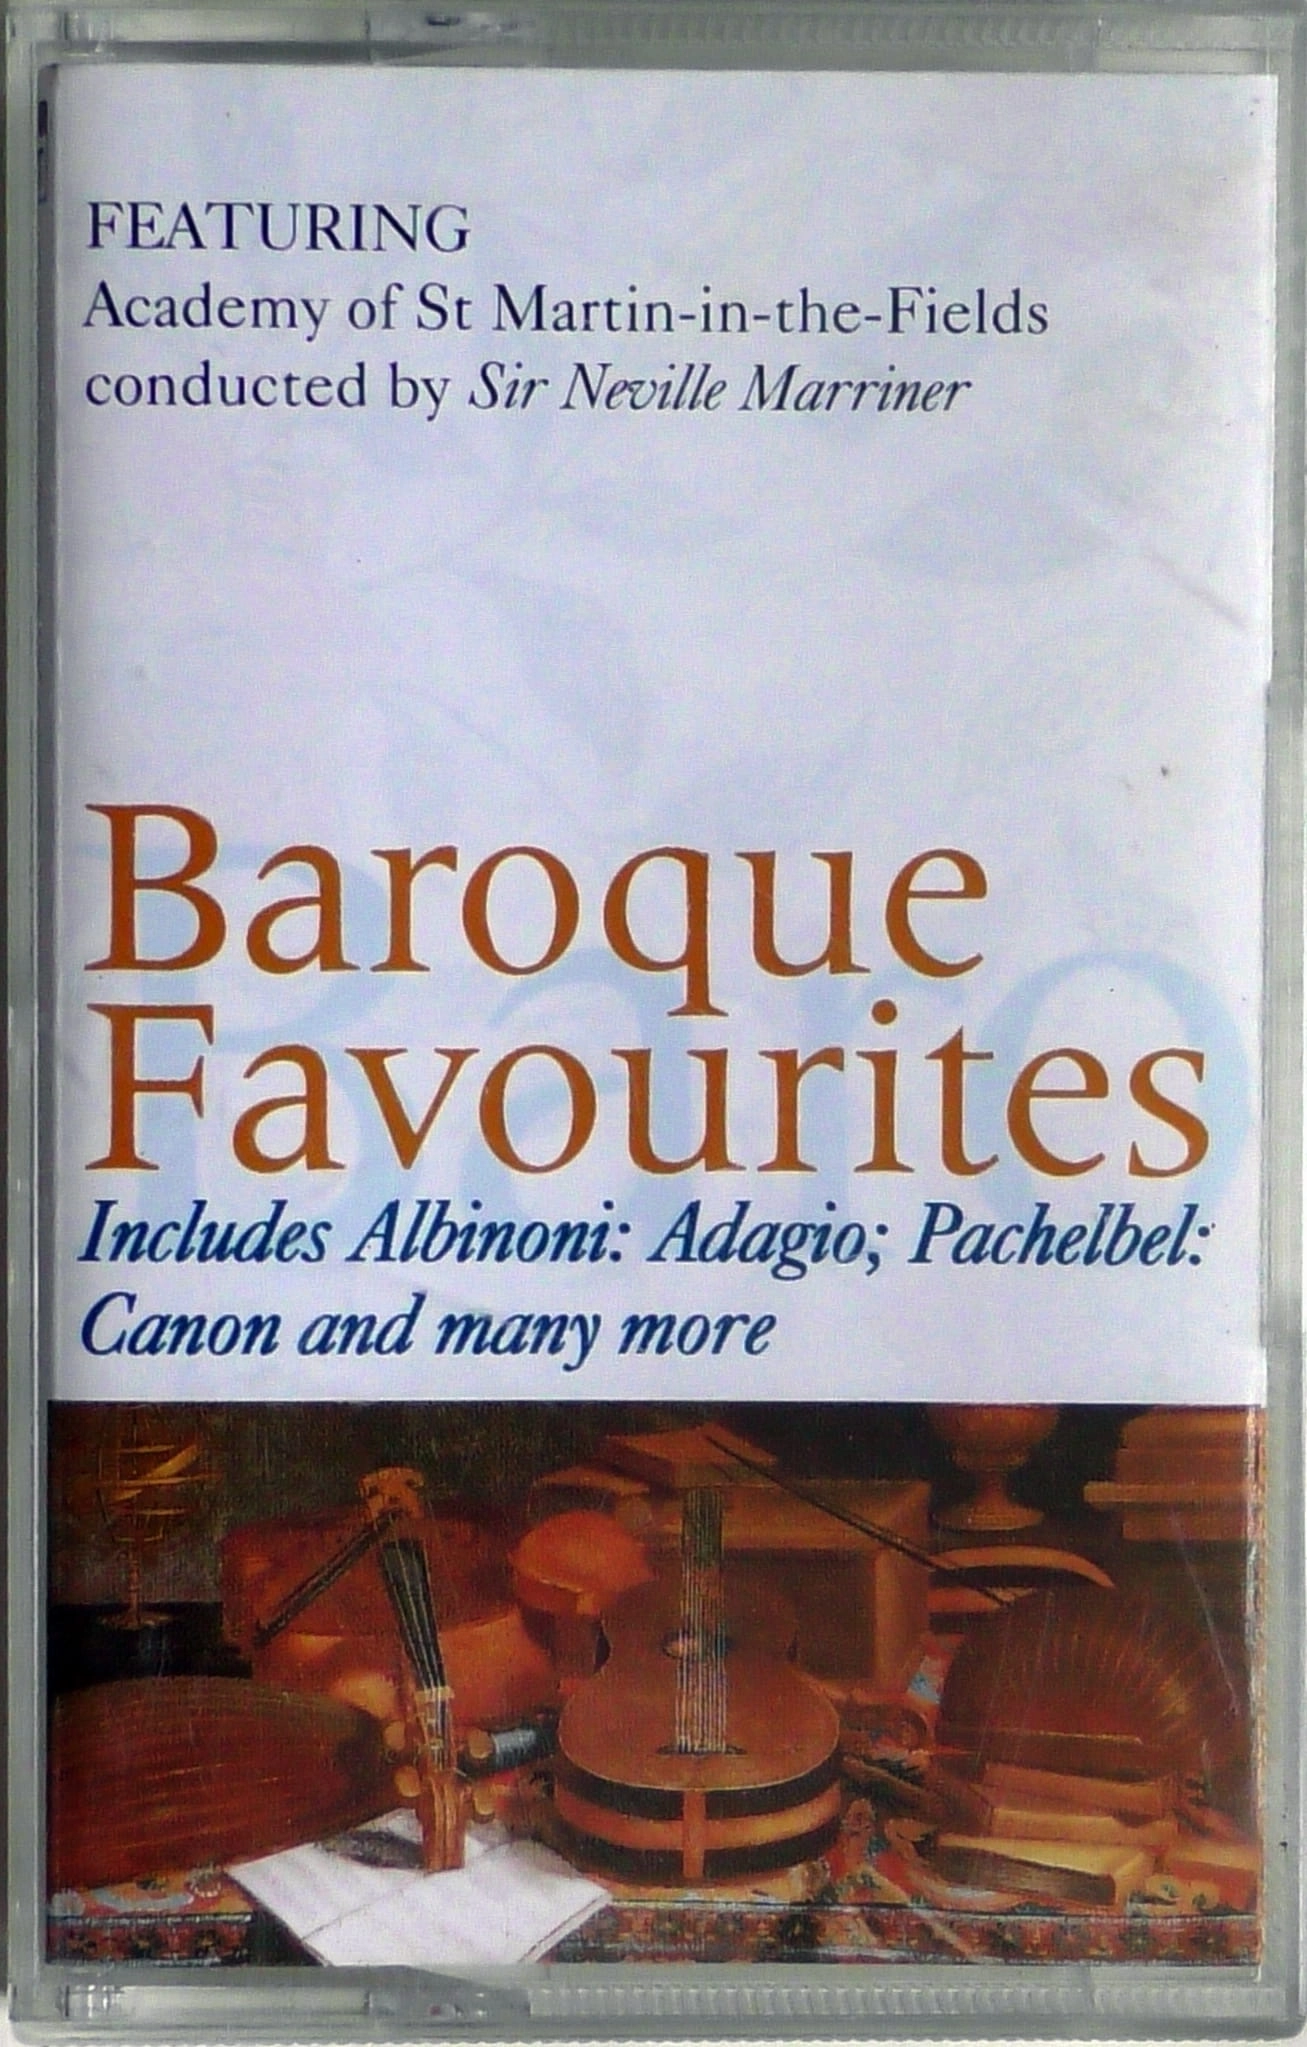 FEATURING
Academy of St Martin-in-the-Fields
conducted by Sir Neville Marriner
Baroque
Favourites
Baro
Includes Albinoni: Adagio; Pachelbel:
Canon and many more